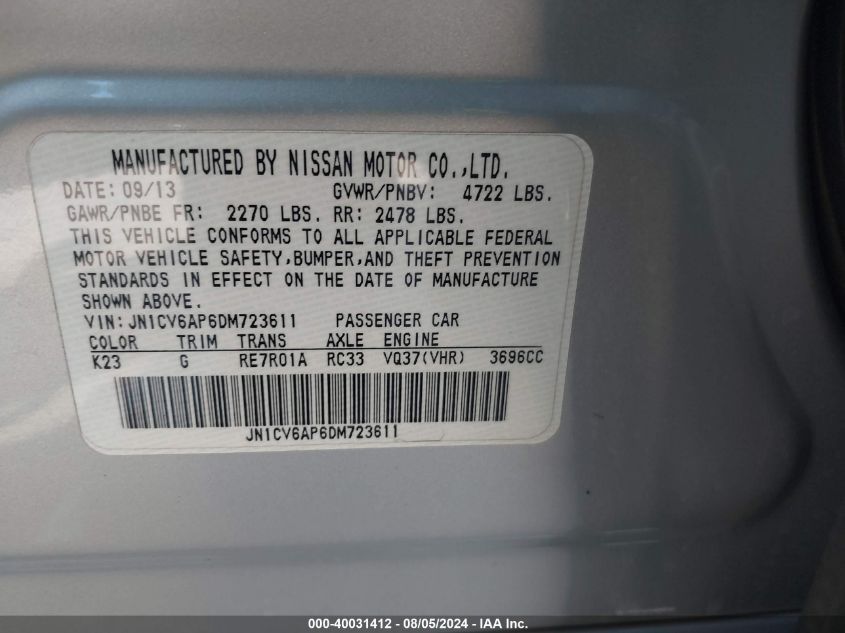 MANUFACTURED BY NISSAN MOTOR CO.,LTD.
DATE: 09/13 GVWR/PNBV: 4722 LBS.
GAWR/PNBE FR: 2270 LBS. RR: 2478 LBS.
THIS VEHICLE CONFORMS TO ALL APPLICABLE FEDERAL
MOTOR VEHICLE SAFETY,BUMPER,AND THEFT PREVENTION
STANDARDS IN EFFECT ON THE DATE OF MANUFACTURE
SHOWN ABOVE.
VIN:JN1CV6AP6DM723611 PASSENGER CAR
COLOR TRIM TRANS AXLE ENGINE
K23 G RE7R01A RC33 VQ37(VHR) 3696CC
JN1CV6AP6DM723611
000-40031412 - 08/05/2024 - IAA Inc.